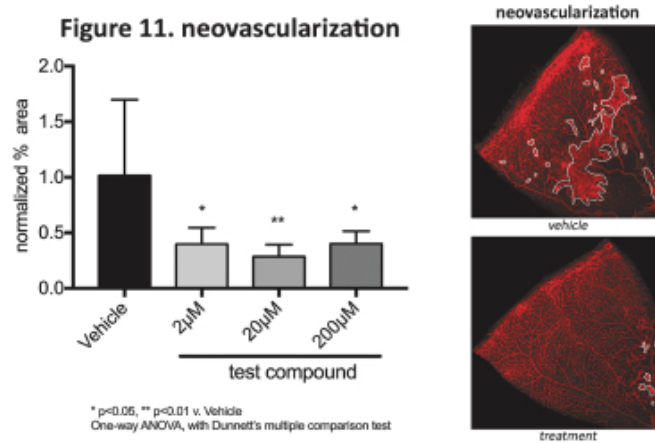 Figure 11. neovascularization
neovascularization
normalized % area
2.0
1.5
1.0
0.5
0.0
*
**
*
Vehicle
2µM
20µM
200µM
test compound
* p<0.05, ** p<0.01 v. Vehicle
One-way ANOVA, with Dunnett's multiple comparison test
vehicle
treatment